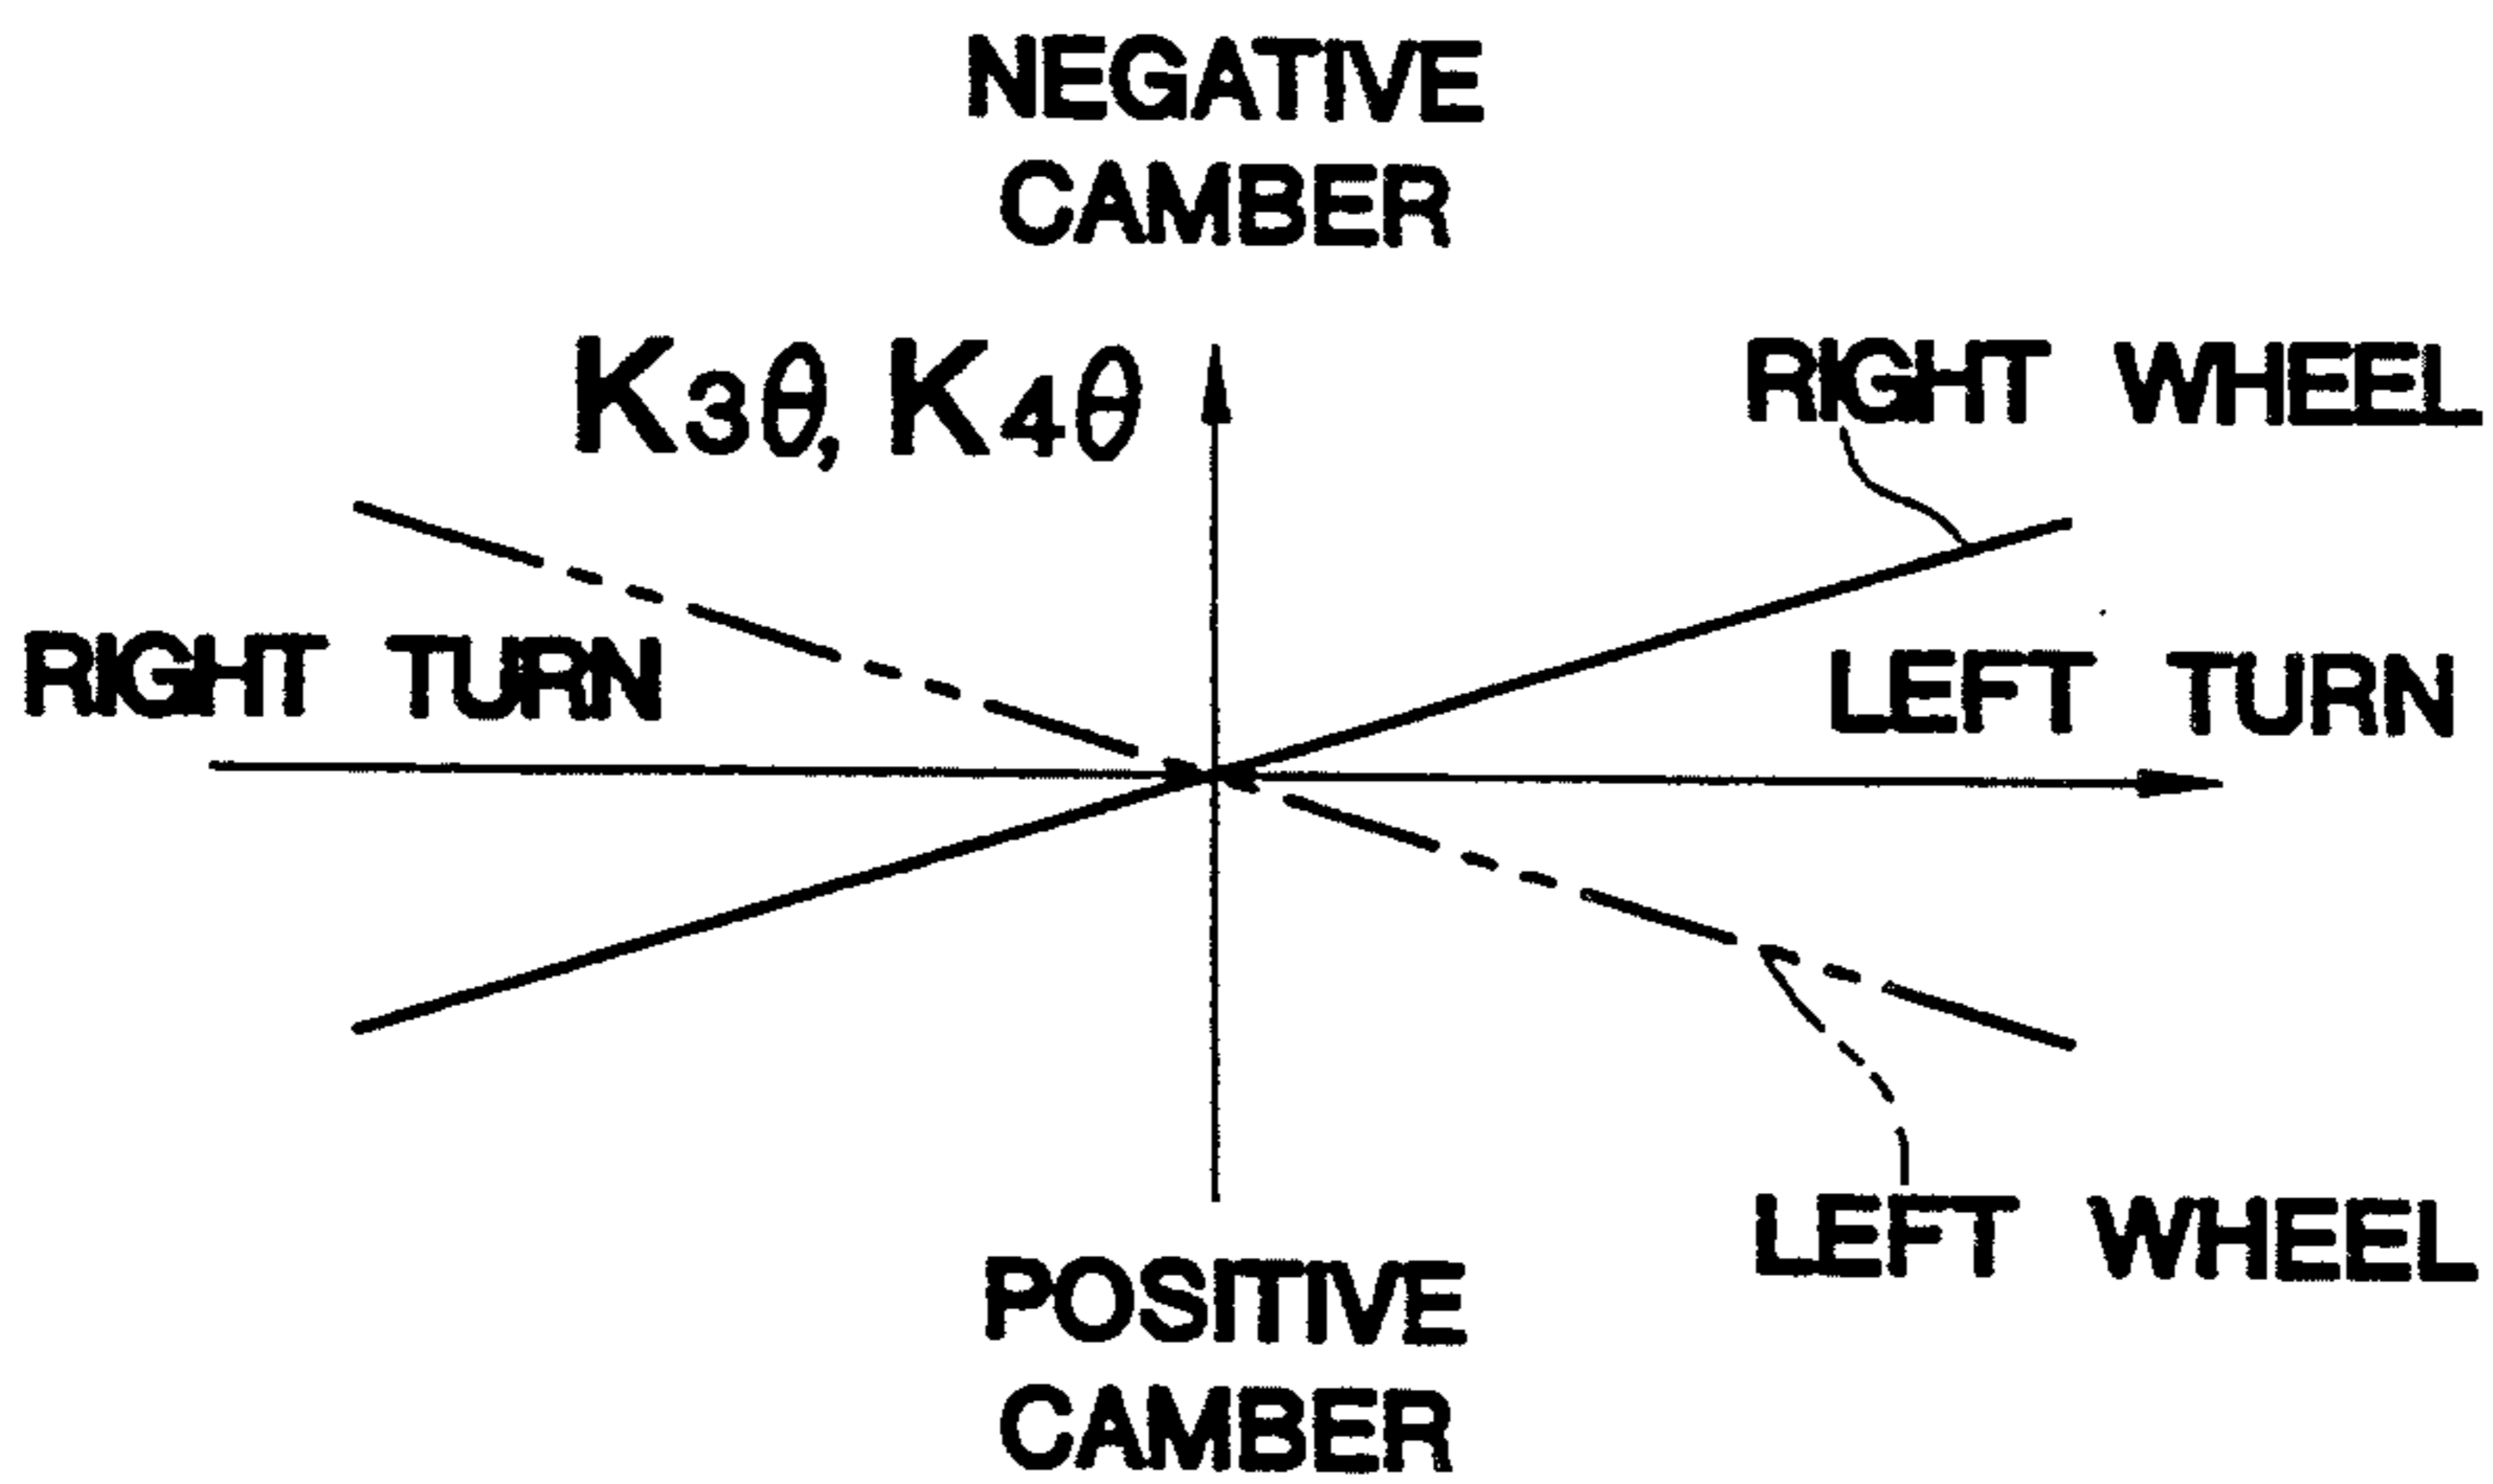 NEGATIVE
CAMBER
K3θ, K4θ
RIGHT WHEEL
RIGHT TURN
LEFT TURN
LEFT WHEEL
POSITIVE
CAMBER